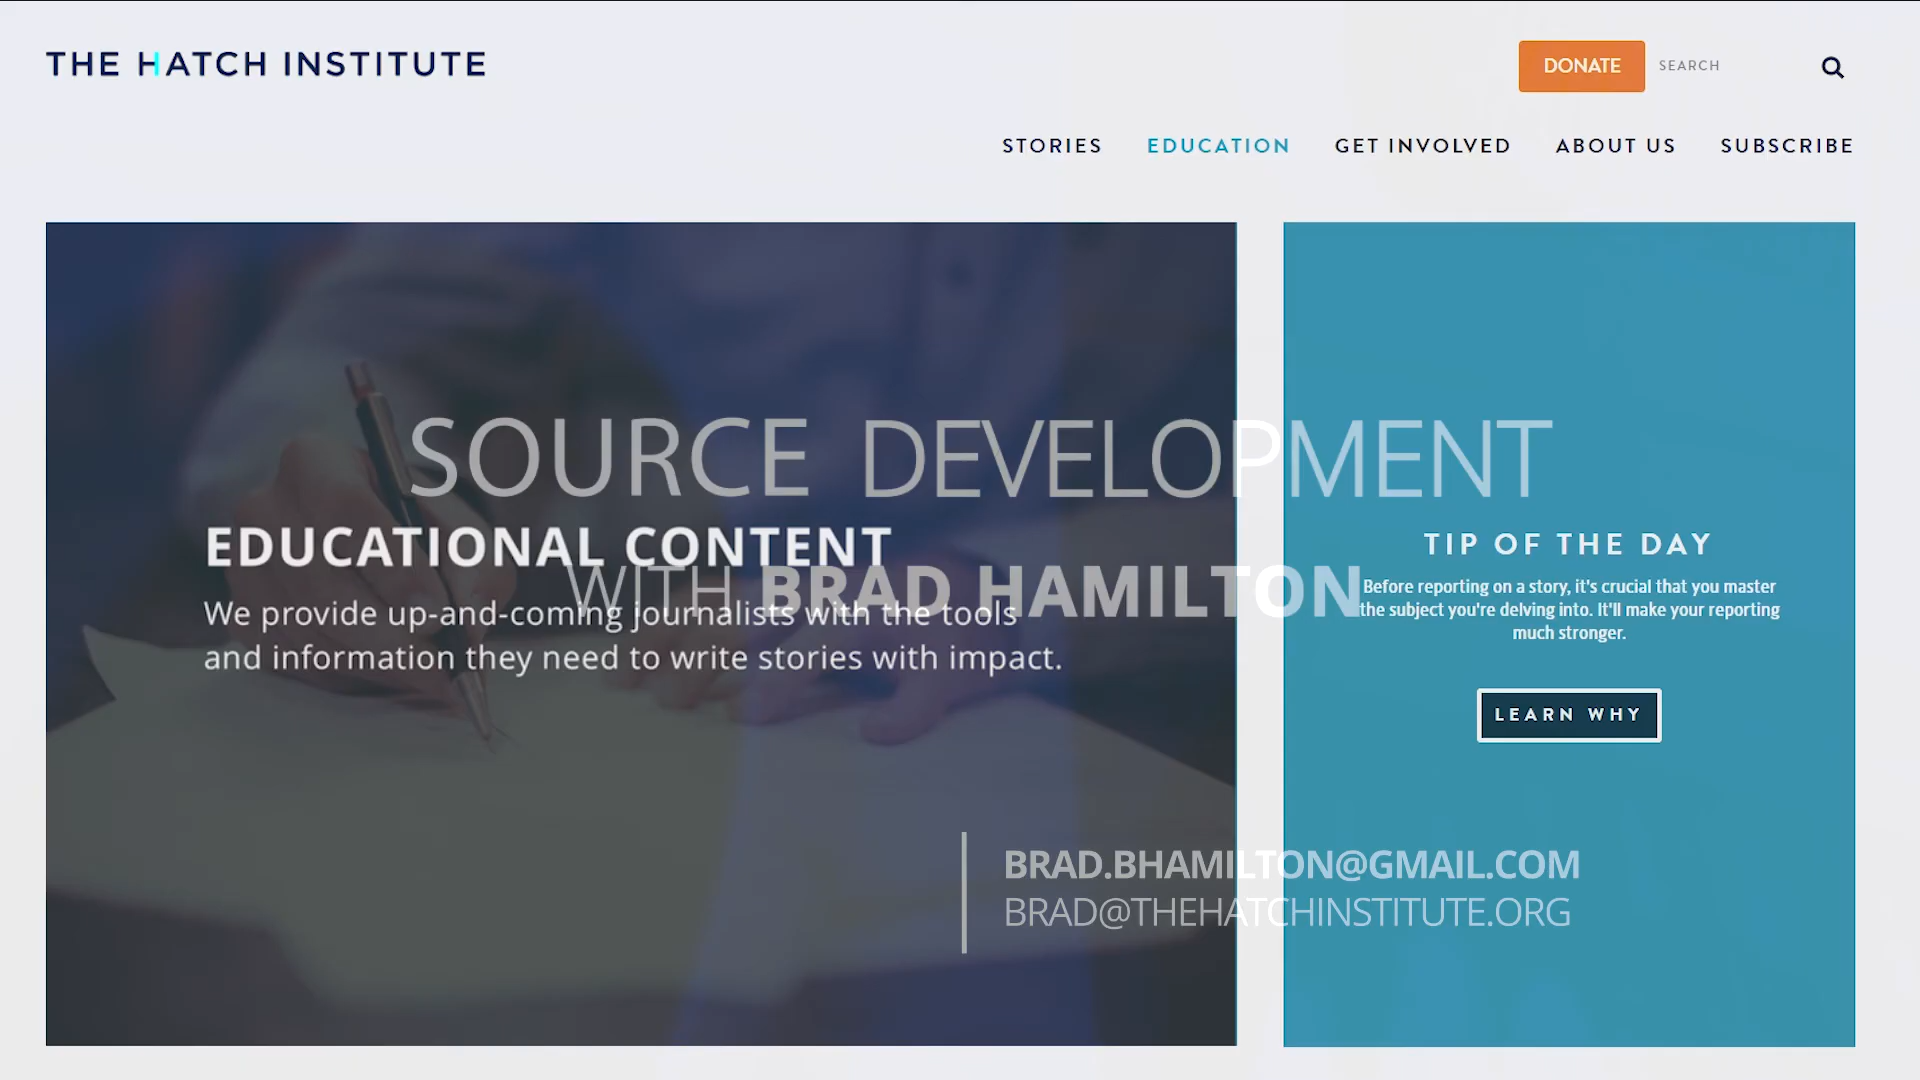 THE HATCH INSTITUTE
DONATE
SEARCH
STORIES EDUCATION GET INVOLVED ABOUT US SUBSCRIBE
SOURCE DEVELOPMENT
WITH BRAD HAMILTON
EDUCATIONAL CONTENT
We provide up-and-coming journalists with the tools
and information they need to write stories with impact.
TIP OF THE DAY
Before reporting on a story, it's crucial that you master
the subject you're delving into. It'll make your reporting
much stronger.
LEARN WHY
BRAD.BHAMILTON@GMAIL.COM
BRAD@THEHATCHINSTITUTE.ORG